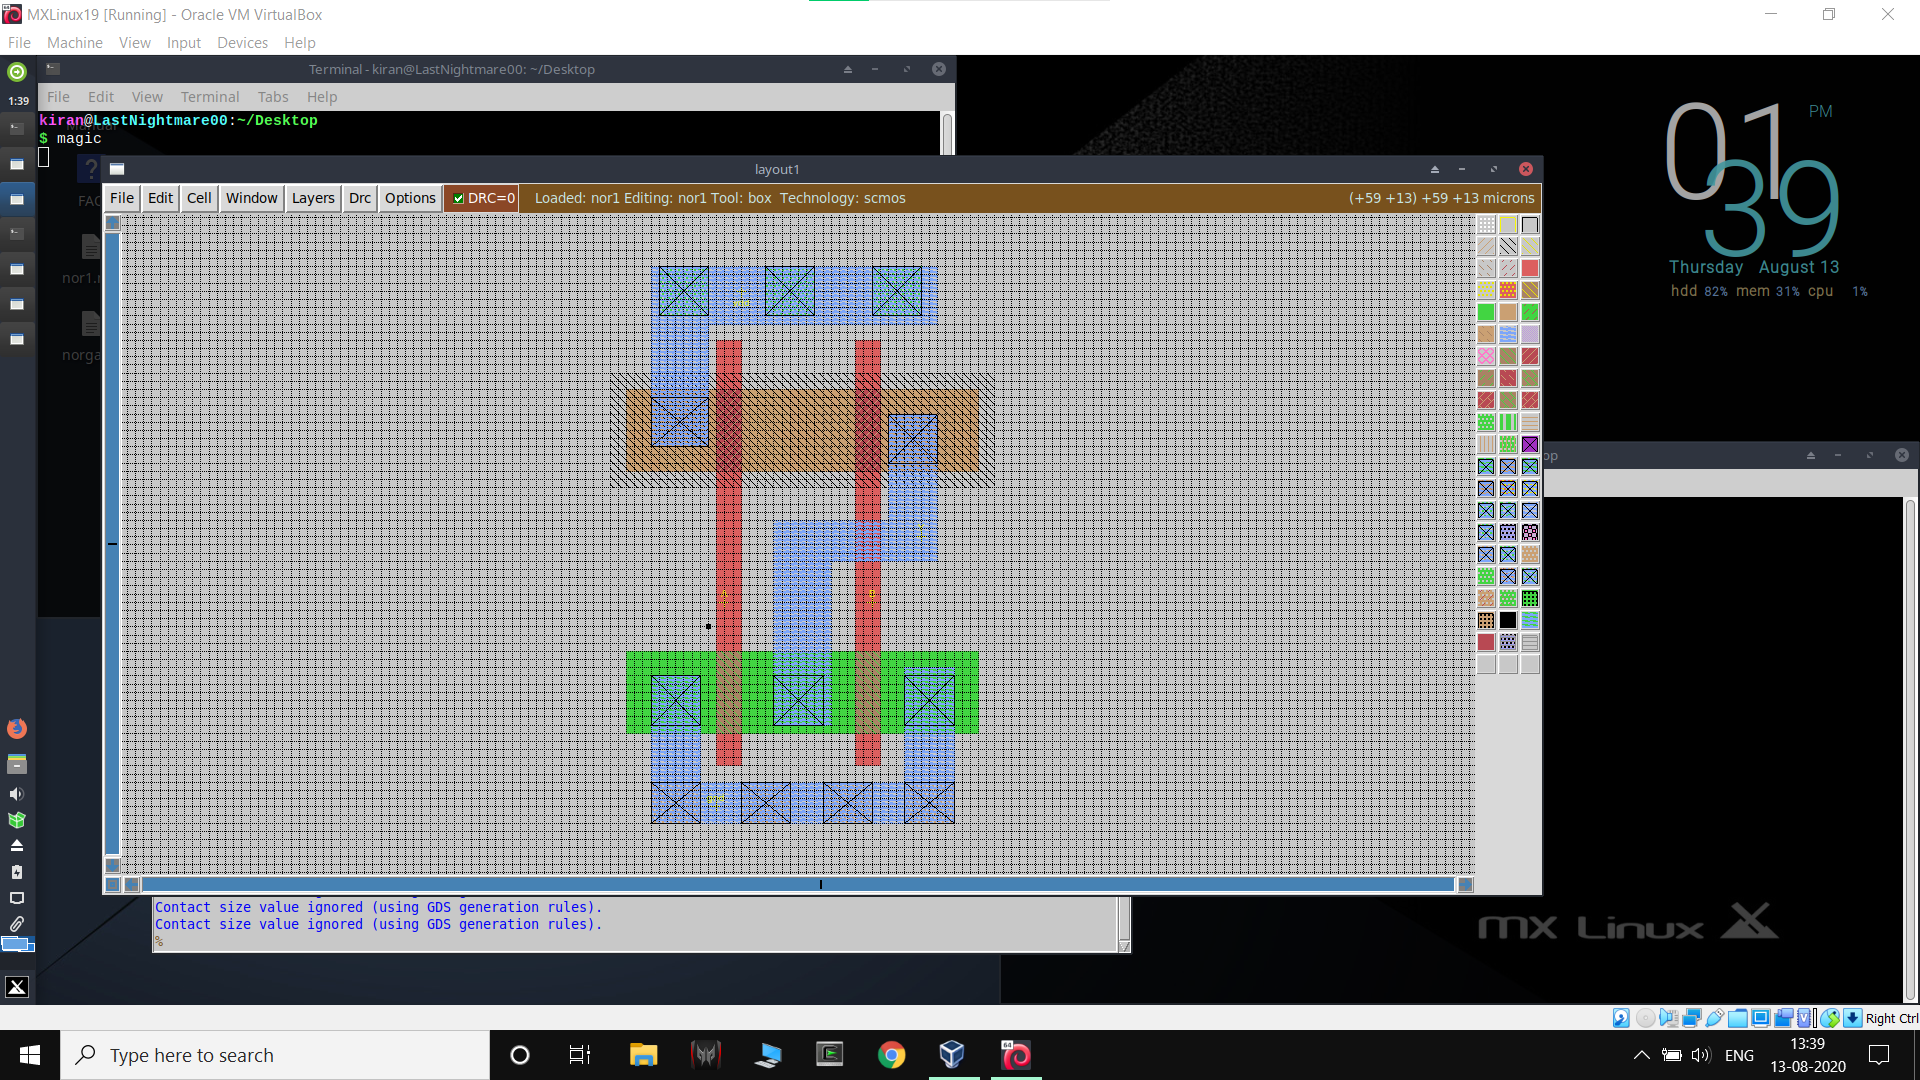 MXLinux19 [Running] - Oracle VM VirtualBox
File Machine View Input Devices Help
Terminal - kiran@LastNightmare00: ~/Desktop
1:39
File Edit View Terminal Tabs Help
kiran@LastNightmare00:~/Desktop
$ magic
layout1
File Edit Cell Window Layers Drc Options DRC=0 Loaded: nor1 Editing: nor1 Tool: box Technology: scmos (+59 +13) +59 +13 microns
01 PM
39
Thursday August 13
hdd 82% mem 31% cpu 1%
FAQ
nor1.
norga
op
A B
Contact size value ignored (using GDS generation rules).
Contact size value ignored (using GDS generation rules).
%
MX Linux
Right Ctrl
Type here to search
ENG
13:39
13-08-2020